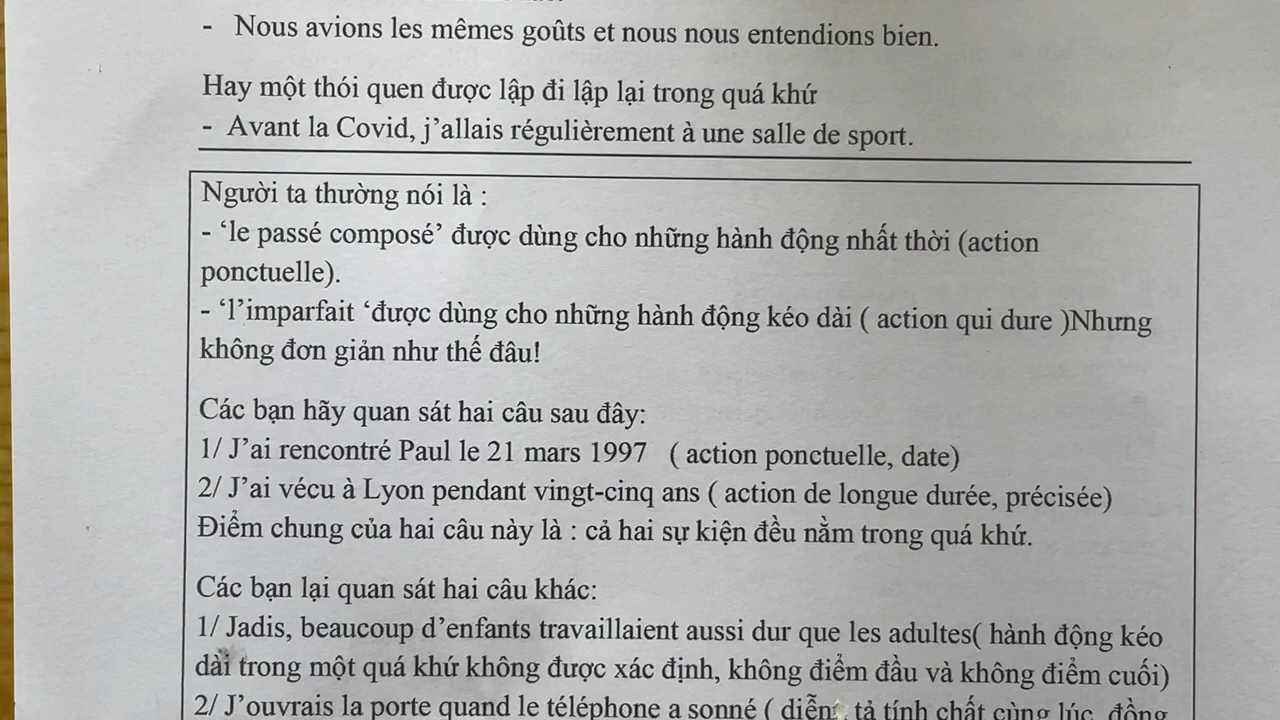 - Nous avions les mêmes goûts et nous nous entendions bien.
Hay một thói quen được lập đi lập lại trong quá khứ
- Avant la Covid, j’allais régulièrement à une salle de sport.
Người ta thường nói là :
- ‘le passé composé’ được dùng cho những hành động nhất thời (action
ponctuelle).
- ‘l’imparfait ‘được dùng cho những hành động kéo dài ( action qui dure )Nhưng
không đơn giản như thế đâu!
Các bạn hãy quan sát hai câu sau đây:
1/ J’ai rencontré Paul le 21 mars 1997 ( action ponctuelle, date)
2/ J’ai vécu à Lyon pendant vingt-cinq ans ( action de longue durée, précisée)
Điểm chung của hai câu này là : cả hai sự kiện đều nằm trong quá khứ.
Các bạn lại quan sát hai câu khác:
1/ Jadis, beaucoup d’enfants travaillaient aussi dur que les adultes( hành động kéo
dài trong một quá khứ không được xác định, không điểm đầu và không điểm cuối)
2/ J’ouvrais la porte quand le téléphone a sonné ( diễn tả tính chất cùng lúc, đồng